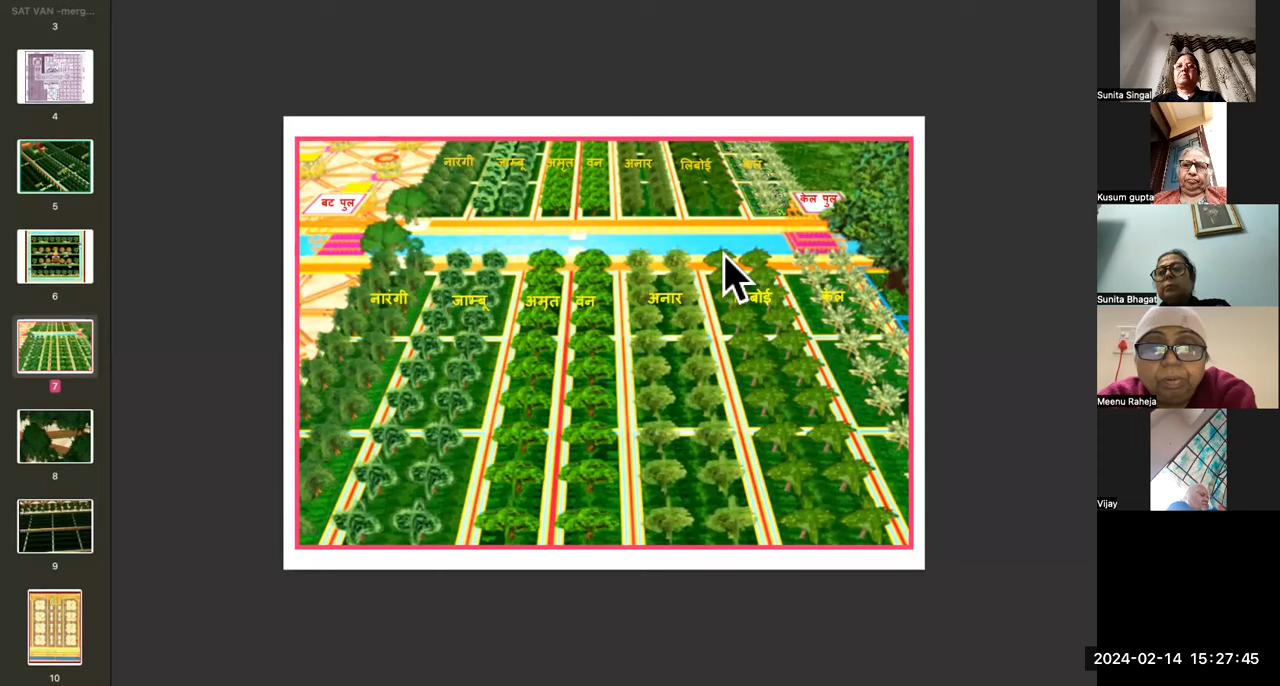 SAT VAN -merg...
3
4
5
6
7
8
9
10
नारंगी जाम्बू अमृत वन अनार लिबोई केल
बट पुल
केल पुल
नारंगी जाम्बू अमृत वन अनार बोई केल
Sunita Singal
Kusum gupta
Sunita Bhagat
Meenu Raheja
Vijay
2024-02-14 15:27:45